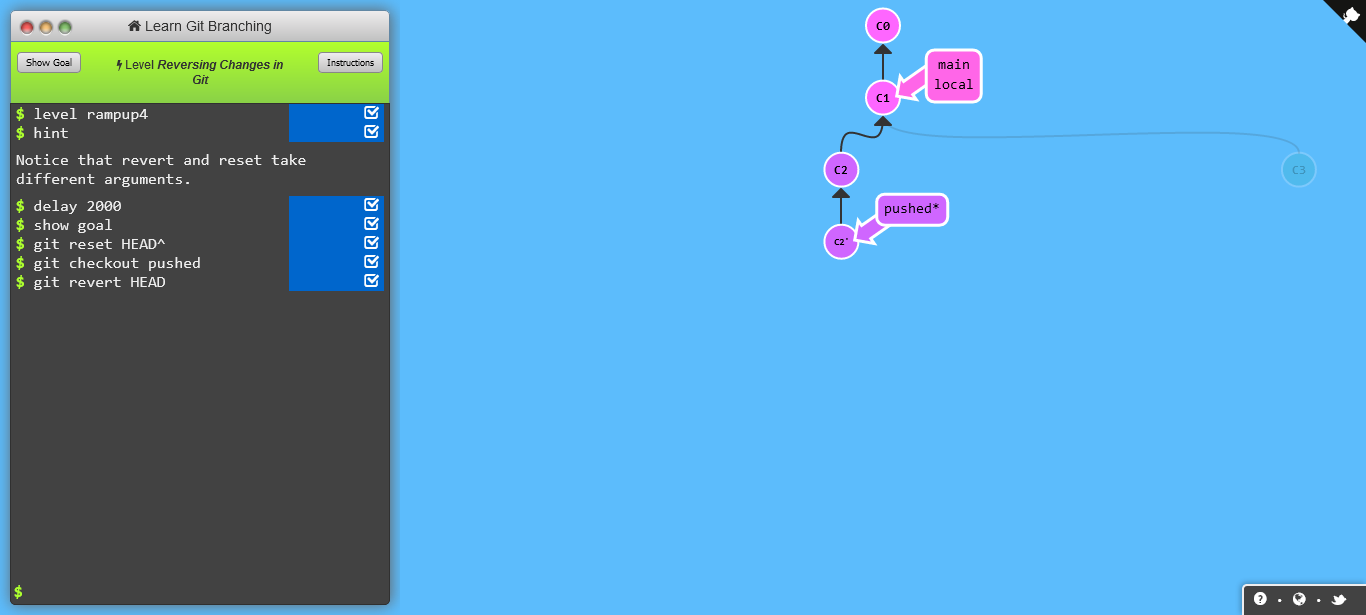 Learn Git Branching
Show Goal
Level Reversing Changes in
Git
Instructions
$ level rampup4
$ hint
Notice that revert and reset take
different arguments.
$ delay 2000
$ show goal
$ git reset HEAD^
$ git checkout pushed
$ git revert HEAD
$
C0
main
local
C1
C2
C3
pushed*
C2'